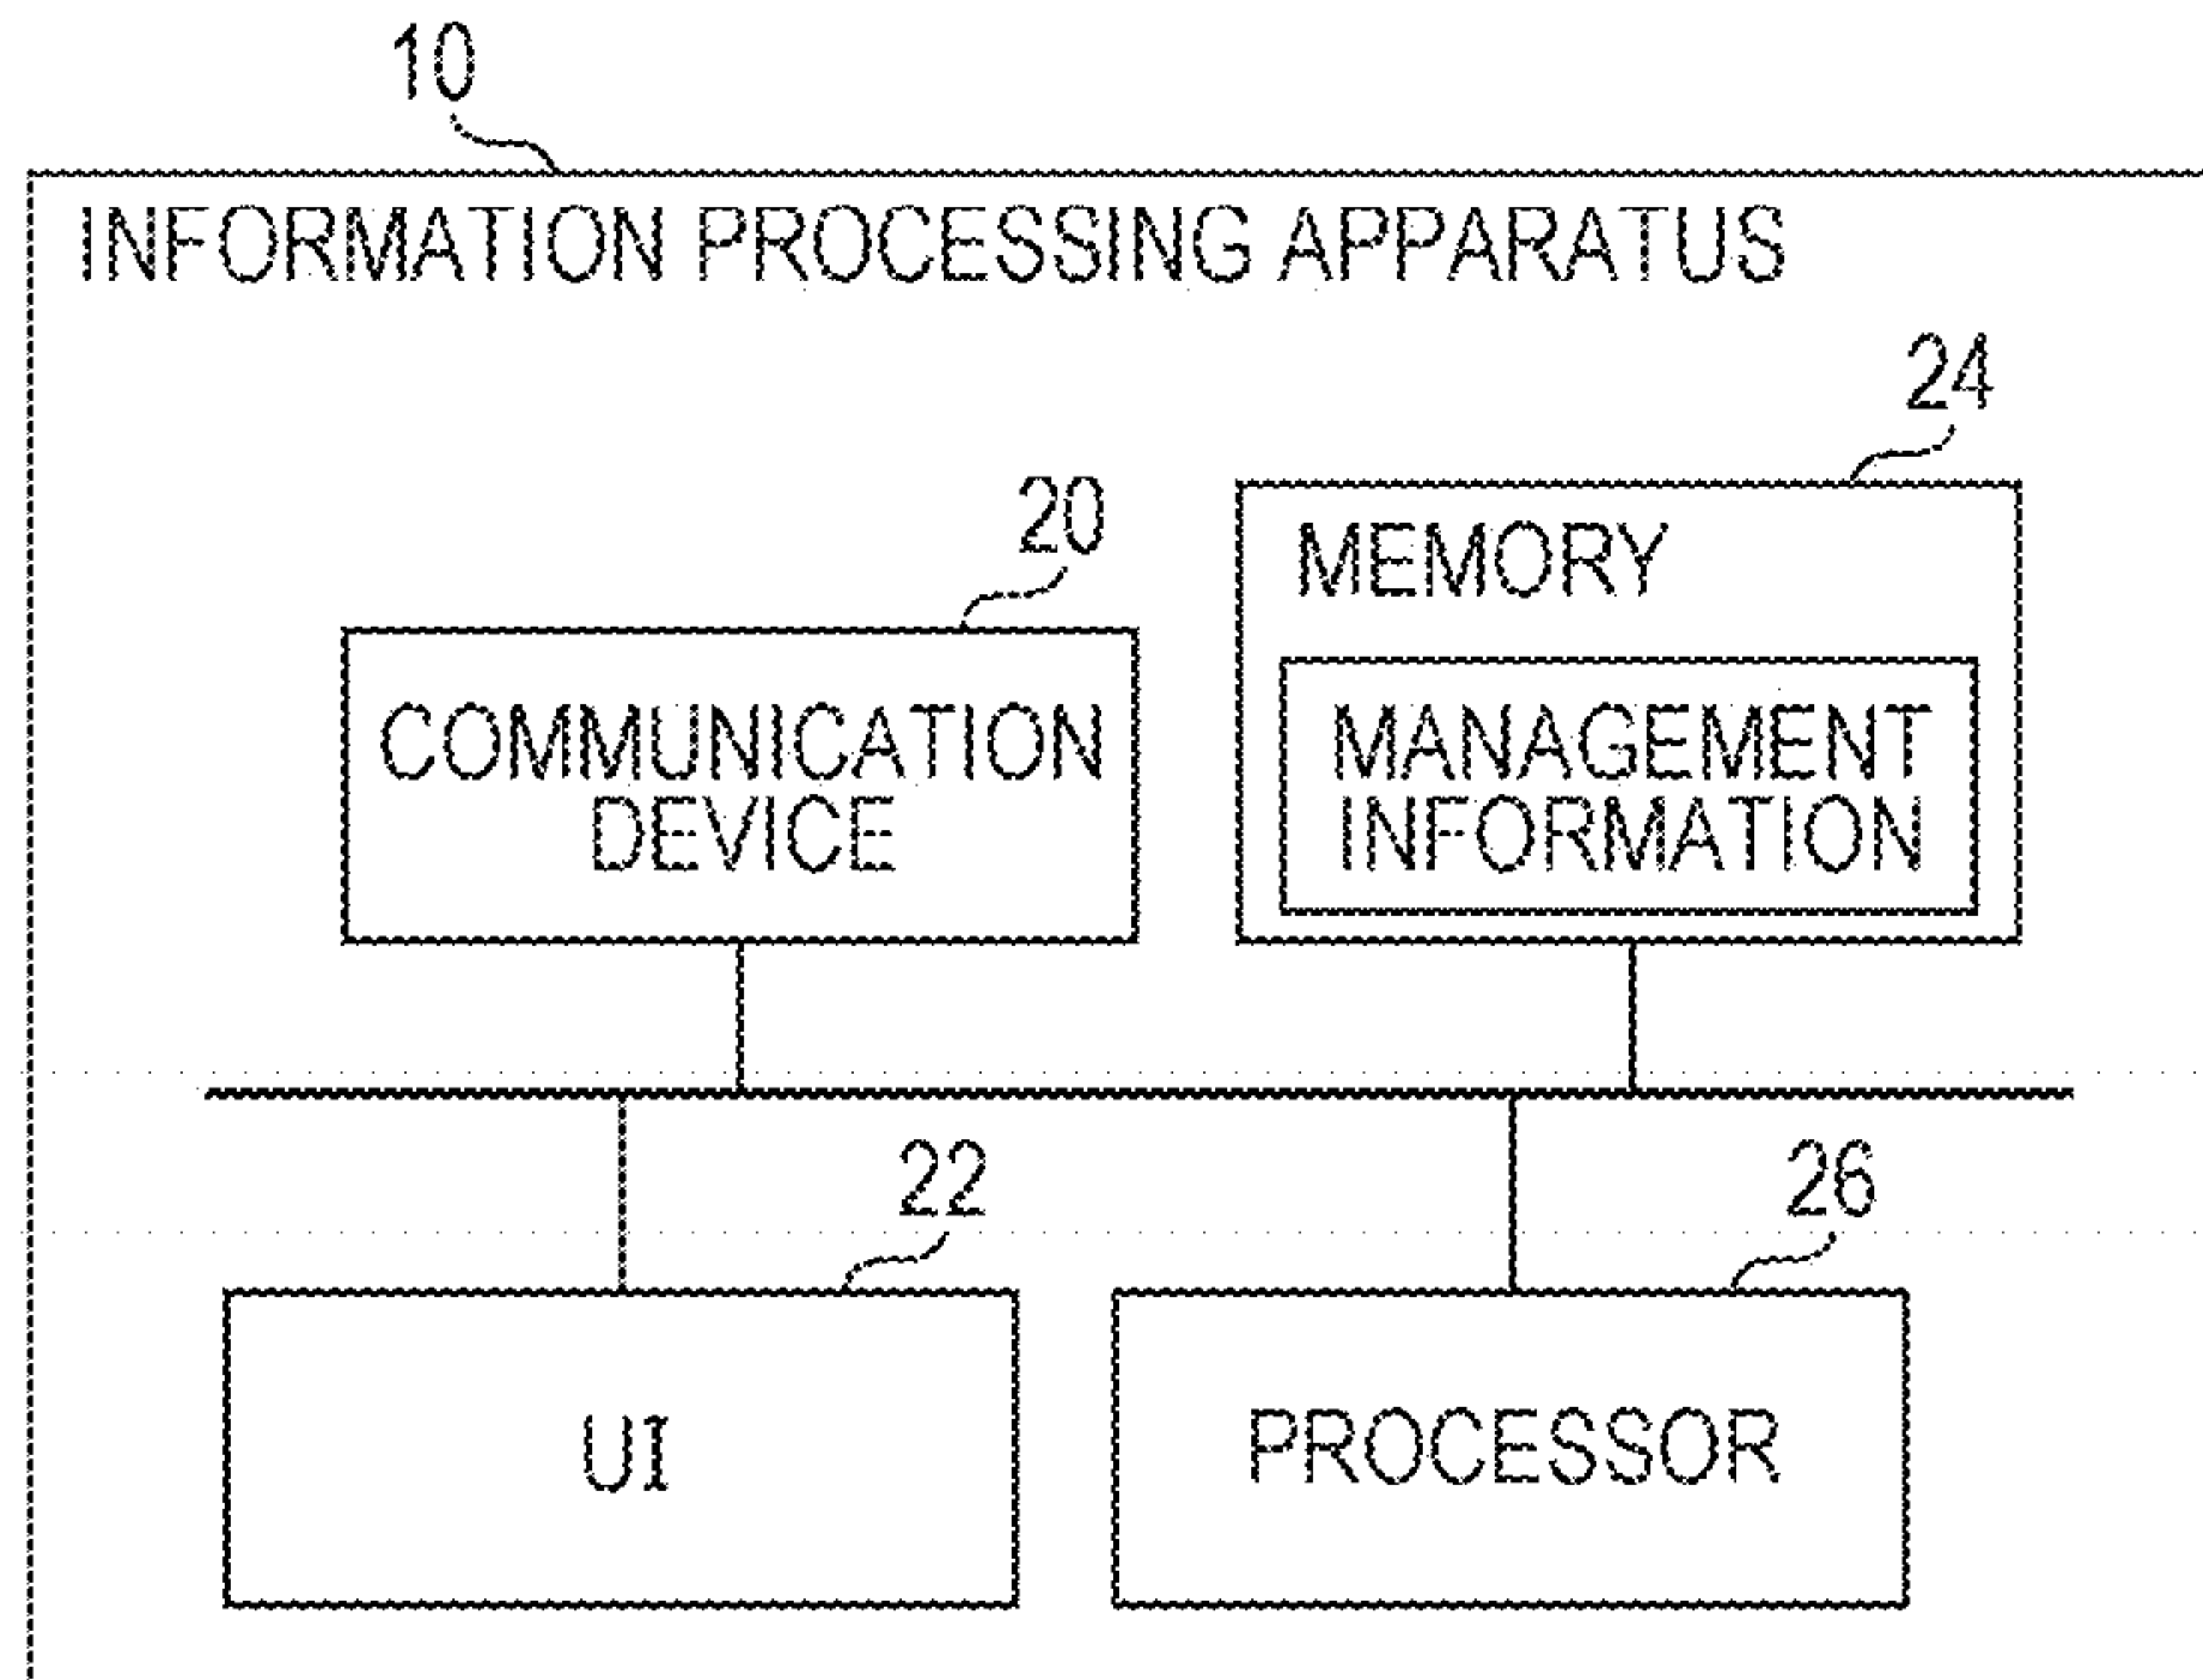 10
INFORMATION PROCESSING APPARATUS
24
20
MEMORY
COMMUNICATION
DEVICE
MANAGEMENT
INFORMATION
22
26
UI
PROCESSOR